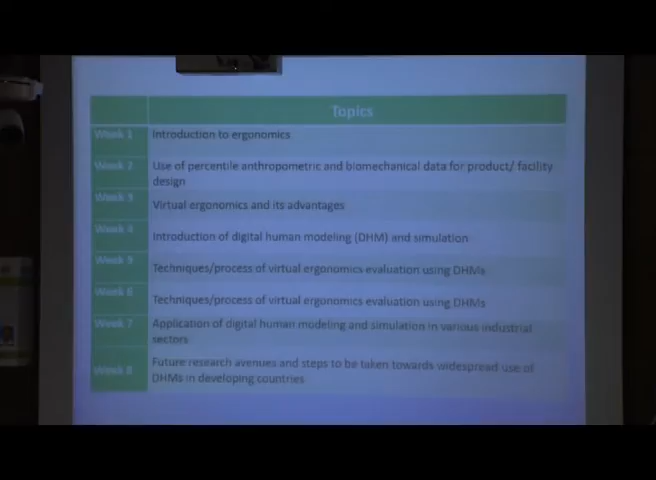 Topics
Week 1 Introduction to ergonomics
Week 2 Use of percentile anthropometric and biomechanical data for product/ facility
design
Week 3 Virtual ergonomics and its advantages
Week 4 Introduction of digital human modeling (DHM) and simulation
Week 5 Techniques/process of virtual ergonomics evaluation using DHMs
Week 6 Techniques/process of virtual ergonomics evaluation using DHMs
Week 7 Application of digital human modeling and simulation in various industrial
sectors
Week 8 Future research avenues and steps to be taken towards widespread use of
DHMs in developing countries